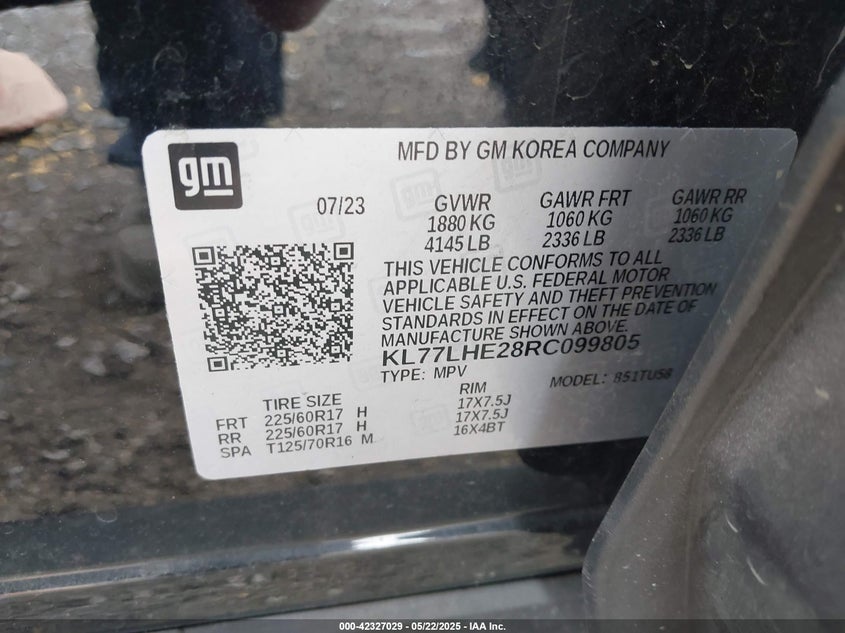 gm
MFD BY GM KOREA COMPANY
07/23
GVWR GAWR FRT GAWR RR
1880 KG 1060 KG 1060 KG
4145 LB 2336 LB 2336 LB
THIS VEHICLE CONFORMS TO ALL
APPLICABLE U.S. FEDERAL MOTOR
VEHICLE SAFETY AND THEFT PREVENTION
STANDARDS IN EFFECT ON THE DATE OF
MANUFACTURE SHOWN ABOVE.
KL77LHE28RC099805
TYPE: MPV MODEL: 851TU58
TIRE SIZE RIM
FRT 225/60R17 H 17X7.5J
RR 225/60R17 H 17X7.5J
SPA T125/70R16 M 16X4BT
000-42327029 - 05/22/2025 - IAA Inc.